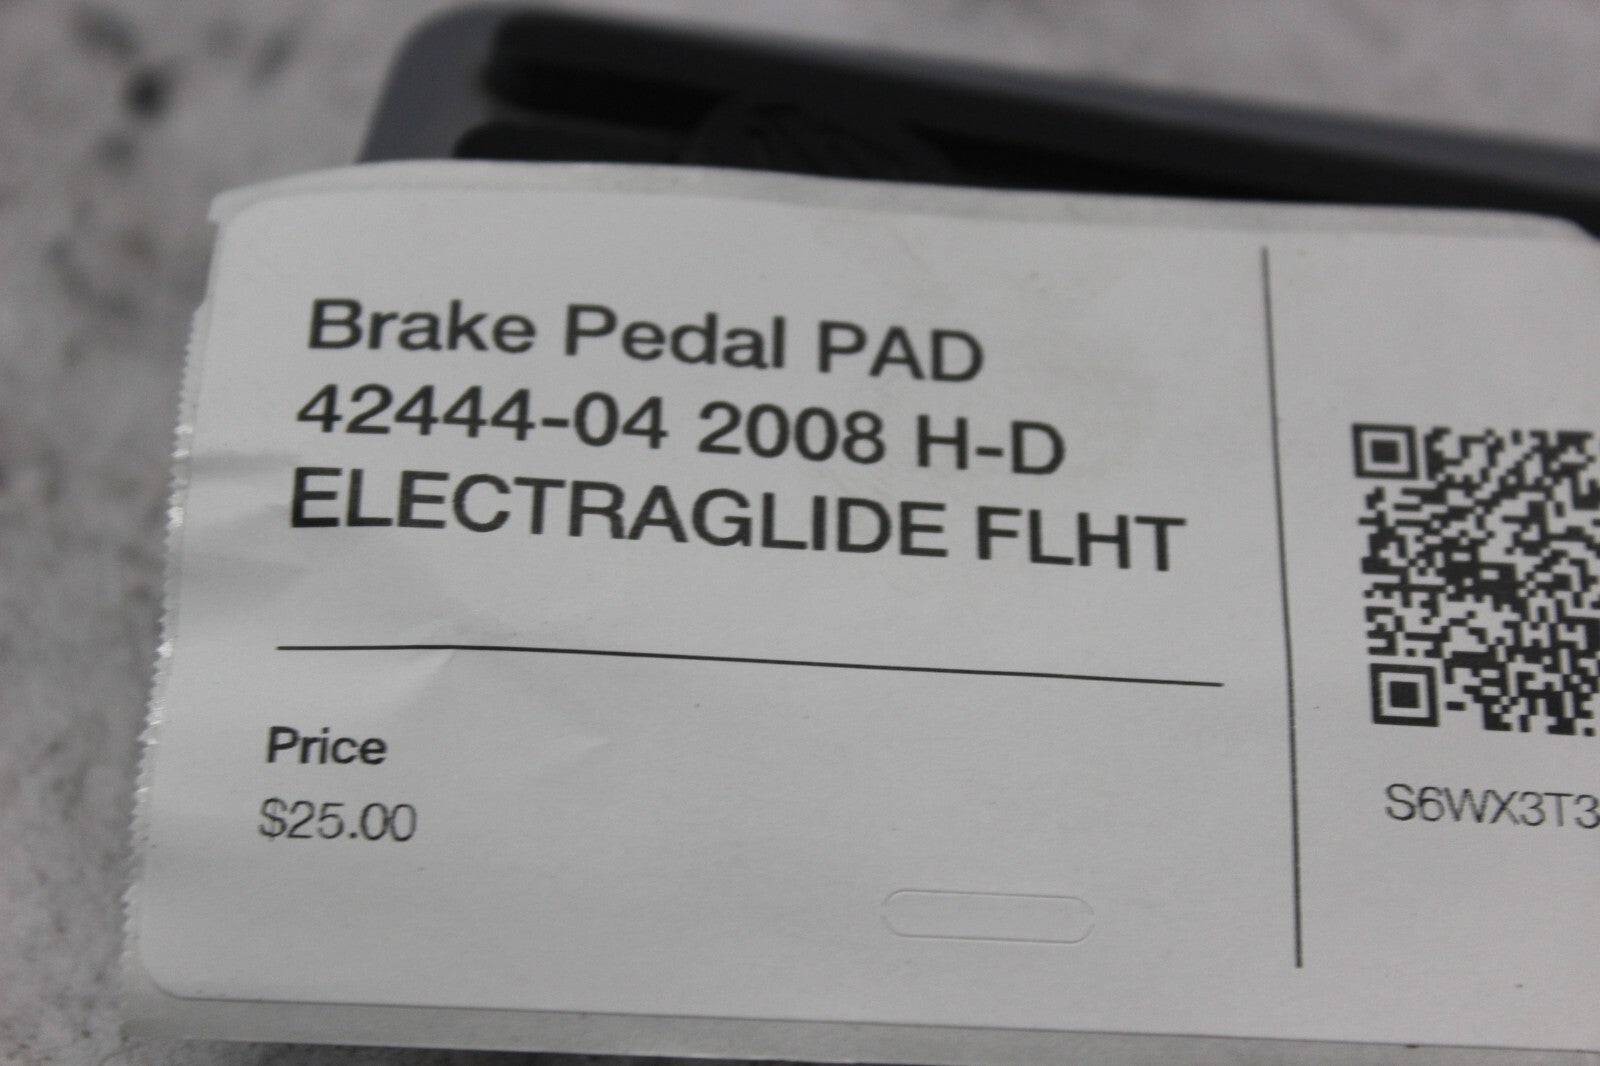 Brake Pedal PAD
42444-04 2008 H-D
ELECTRAGLIDE FLHT
Price
$25.00
S6WX3T3